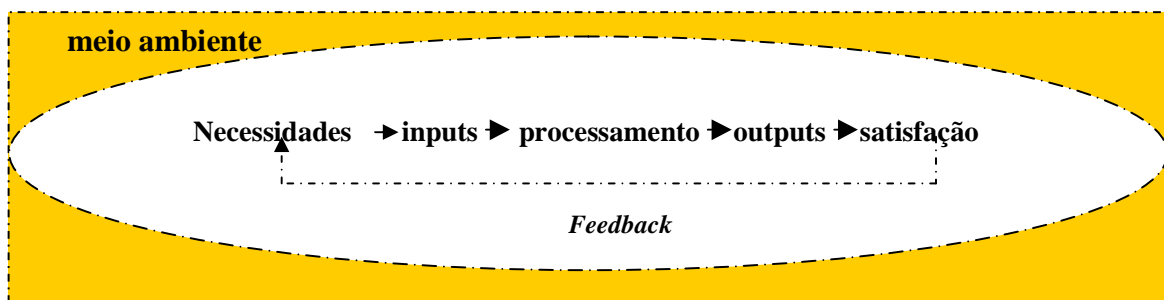 meio ambiente
Necessidades inputs processamento outputs satisfação
Feedback